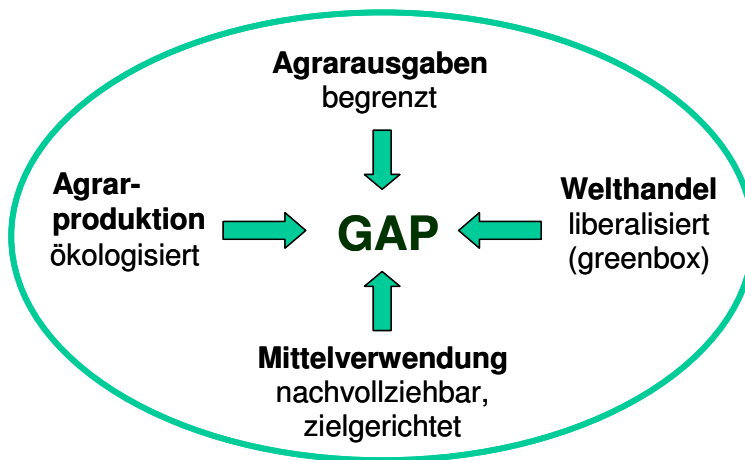 Agrarausgaben
begrenzt
Agrar-
produktion
ökologisiert
GAP
Welthandel
liberalisiert
(greenbox)
Mittelverwendung
nachvollziehbar,
zielgerichtet